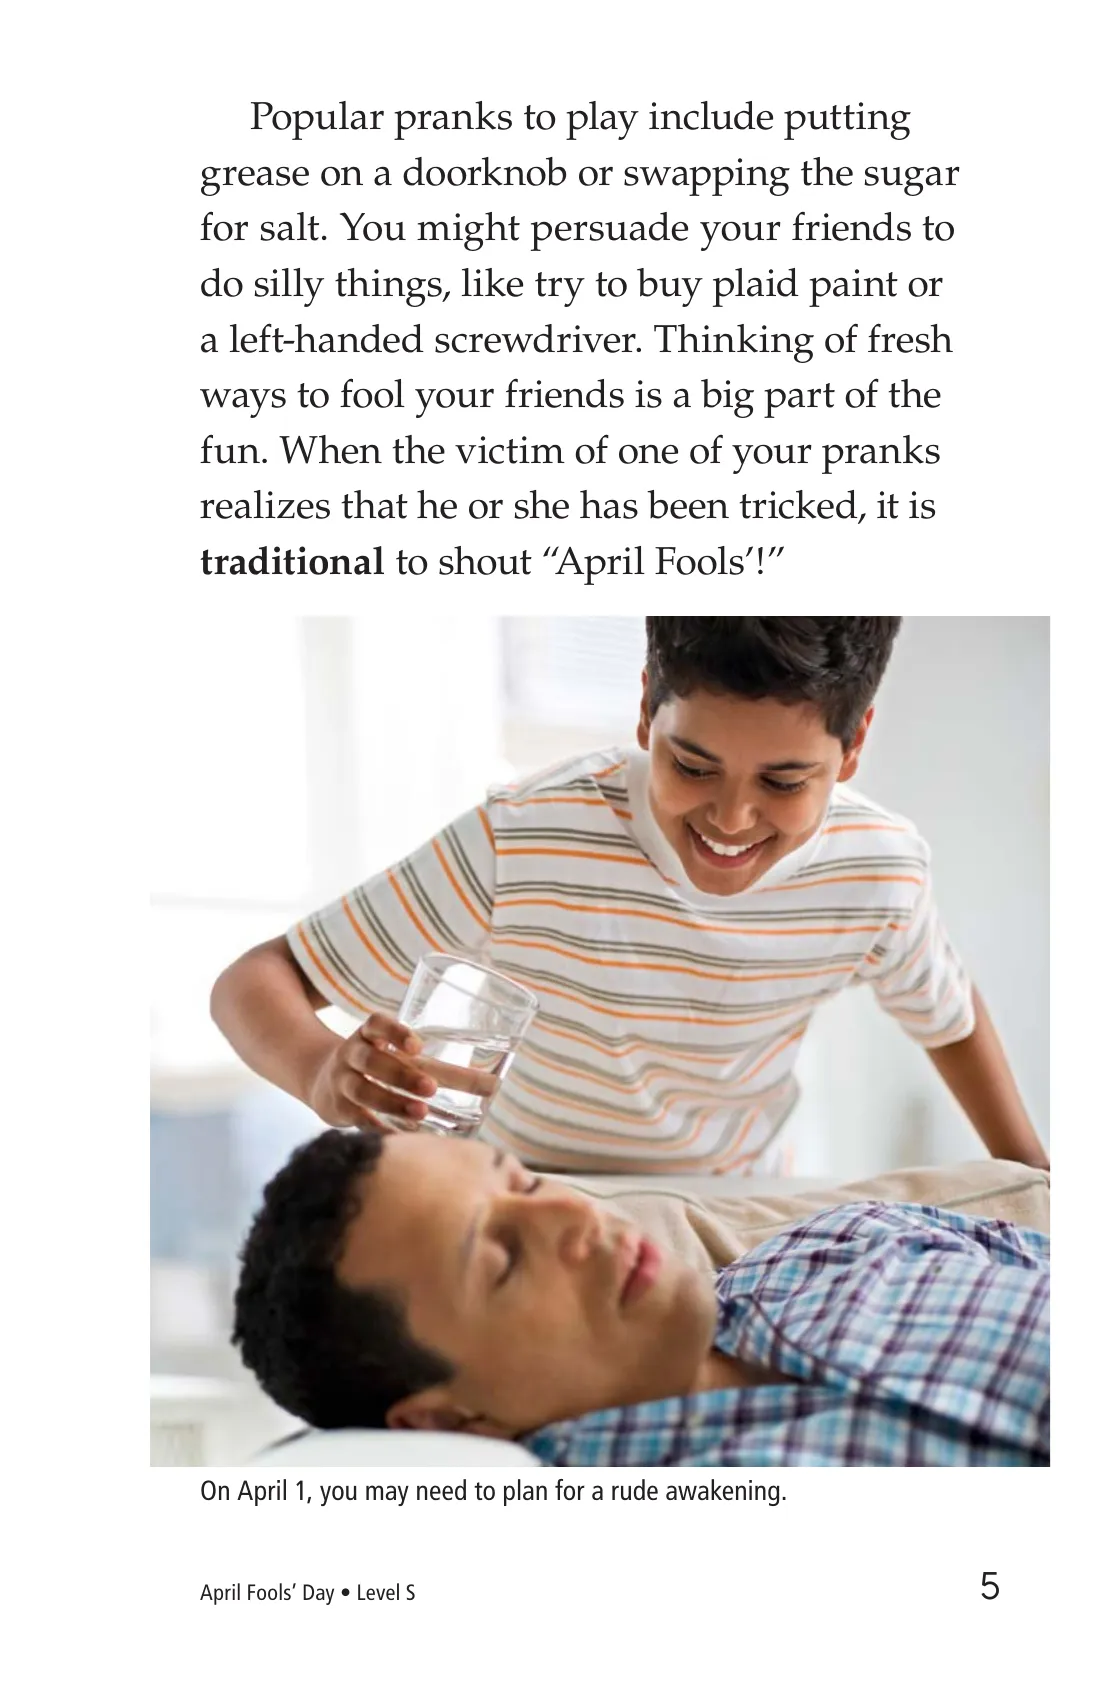 Popular pranks to play include putting
grease on a doorknob or swapping the sugar
for salt. You might persuade your friends to
do silly things, like try to buy plaid paint or
a left-handed screwdriver. Thinking of fresh
ways to fool your friends is a big part of the
fun. When the victim of one of your pranks
realizes that he or she has been tricked, it is
traditional to shout “April Fools’!”
On April 1, you may need to plan for a rude awakening.
April Fools’ Day • Level S 5